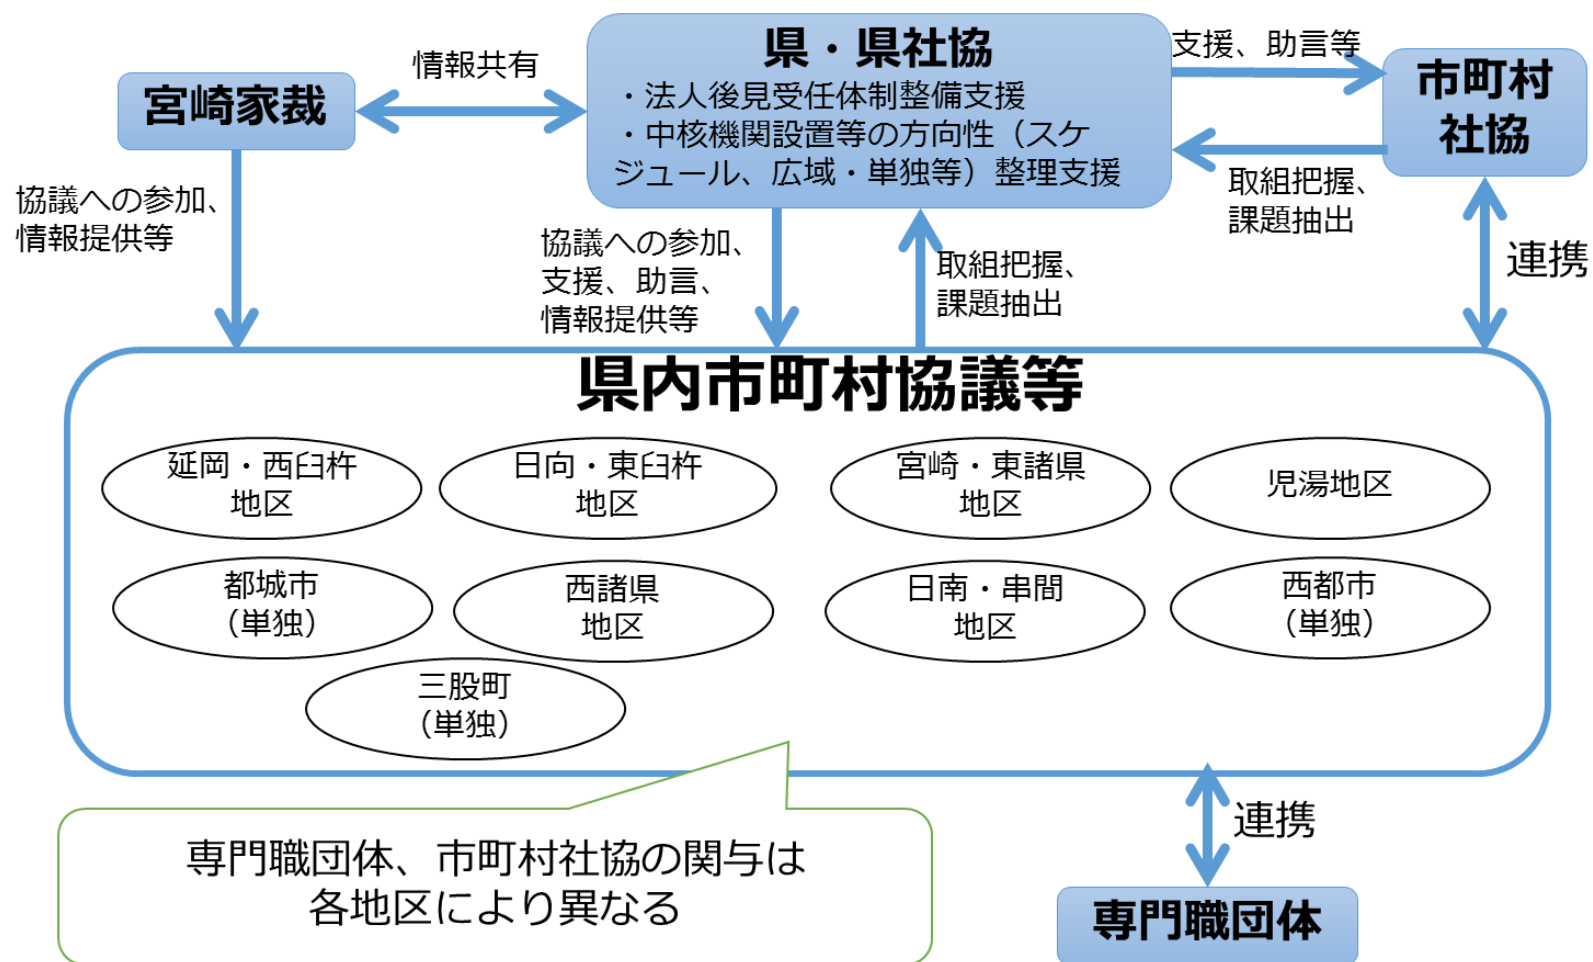 県・県社協
・法人後見受任体制整備支援
・中核機関設置等の方向性（スケ
ジュール、広域・単独等）整理支援
宮崎家裁
情報共有
支援、助言等
市町村
社協
取組把握、
課題抽出
協議への参加、
情報提供等
協議への参加、
支援、助言、
情報提供等
取組把握、
課題抽出
連携
県内市町村協議等
延岡・西臼杵
地区
日向・東臼杵
地区
宮崎・東諸県
地区
児湯地区
都城市
（単独）
西諸県
地区
日南・串間
地区
西都市
（単独）
三股町
（単独）
専門職団体、市町村社協の関与は
各地区により異なる
連携
専門職団体